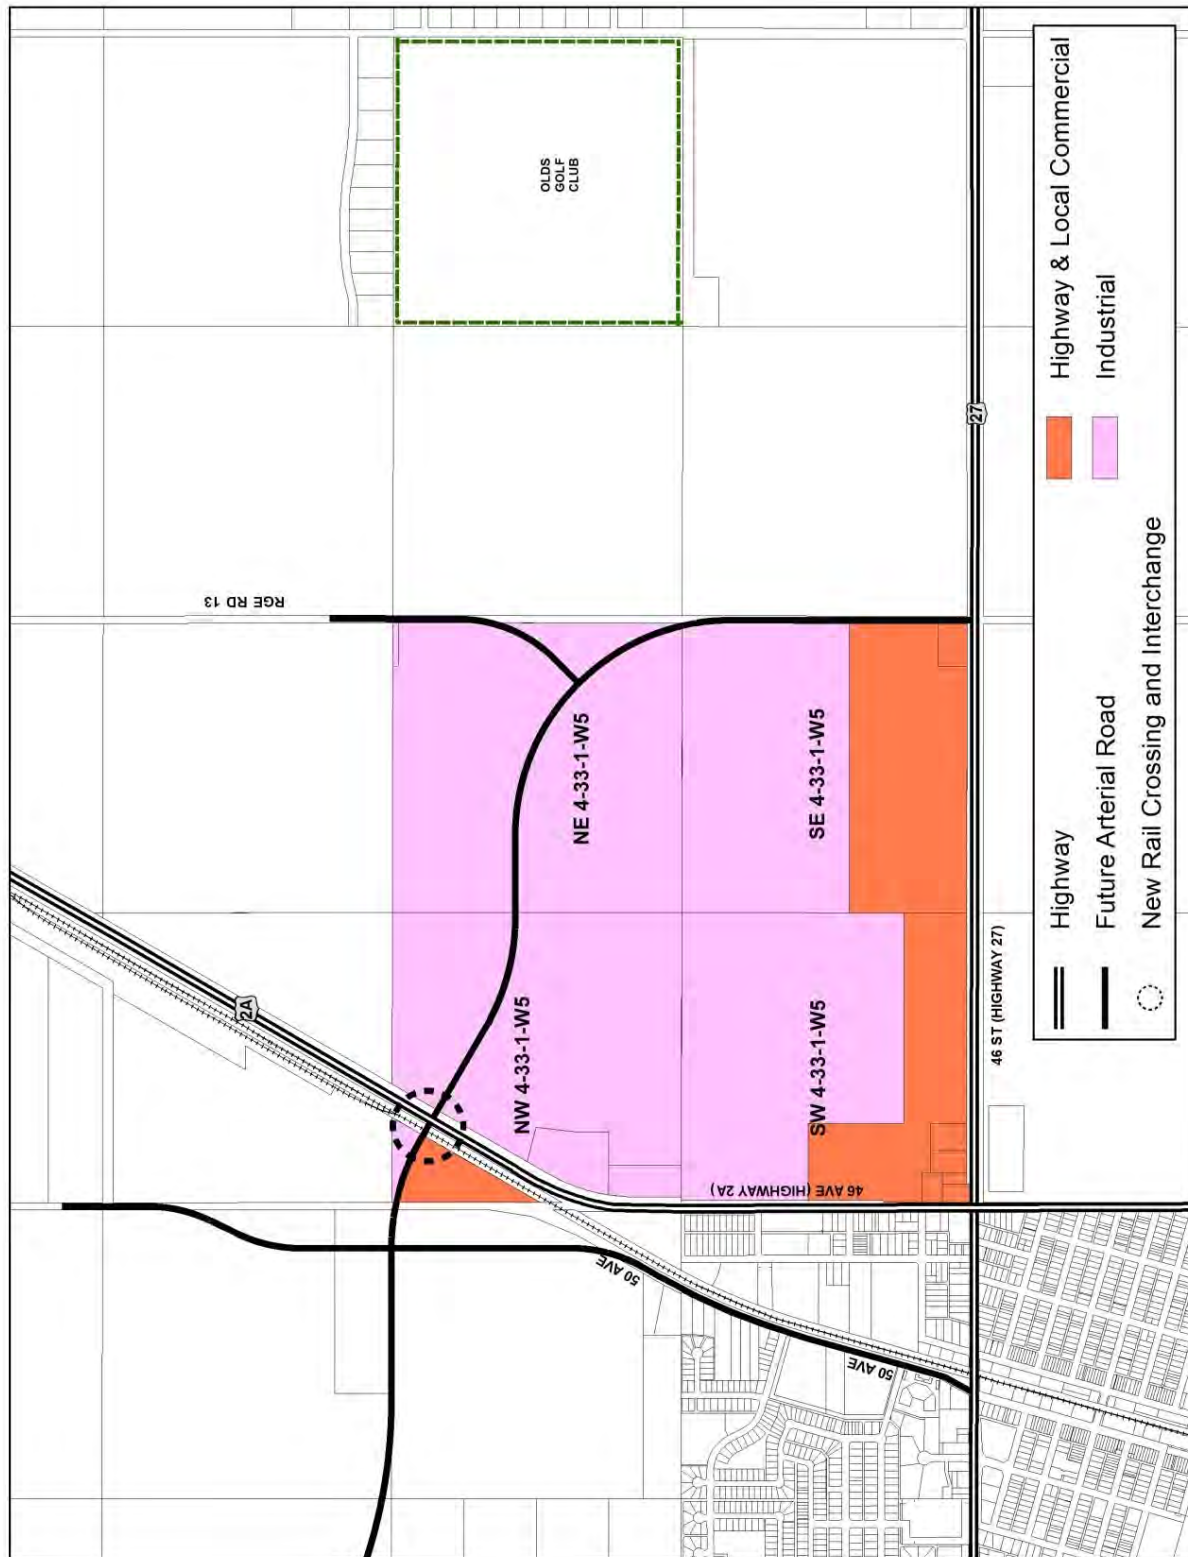 OLDS
GOLF
CLUB
RGE RD 13
2A
NE 4-33-1-W5
NW 4-33-1-W5
SE 4-33-1-W5
SW 4-33-1-W5
46 AVE (HIGHWAY 2A)
50 AVE
50 AVE
27
46 ST (HIGHWAY 27)
Highway
Future Arterial Road
New Rail Crossing and Interchange
Highway & Local Commercial
Industrial